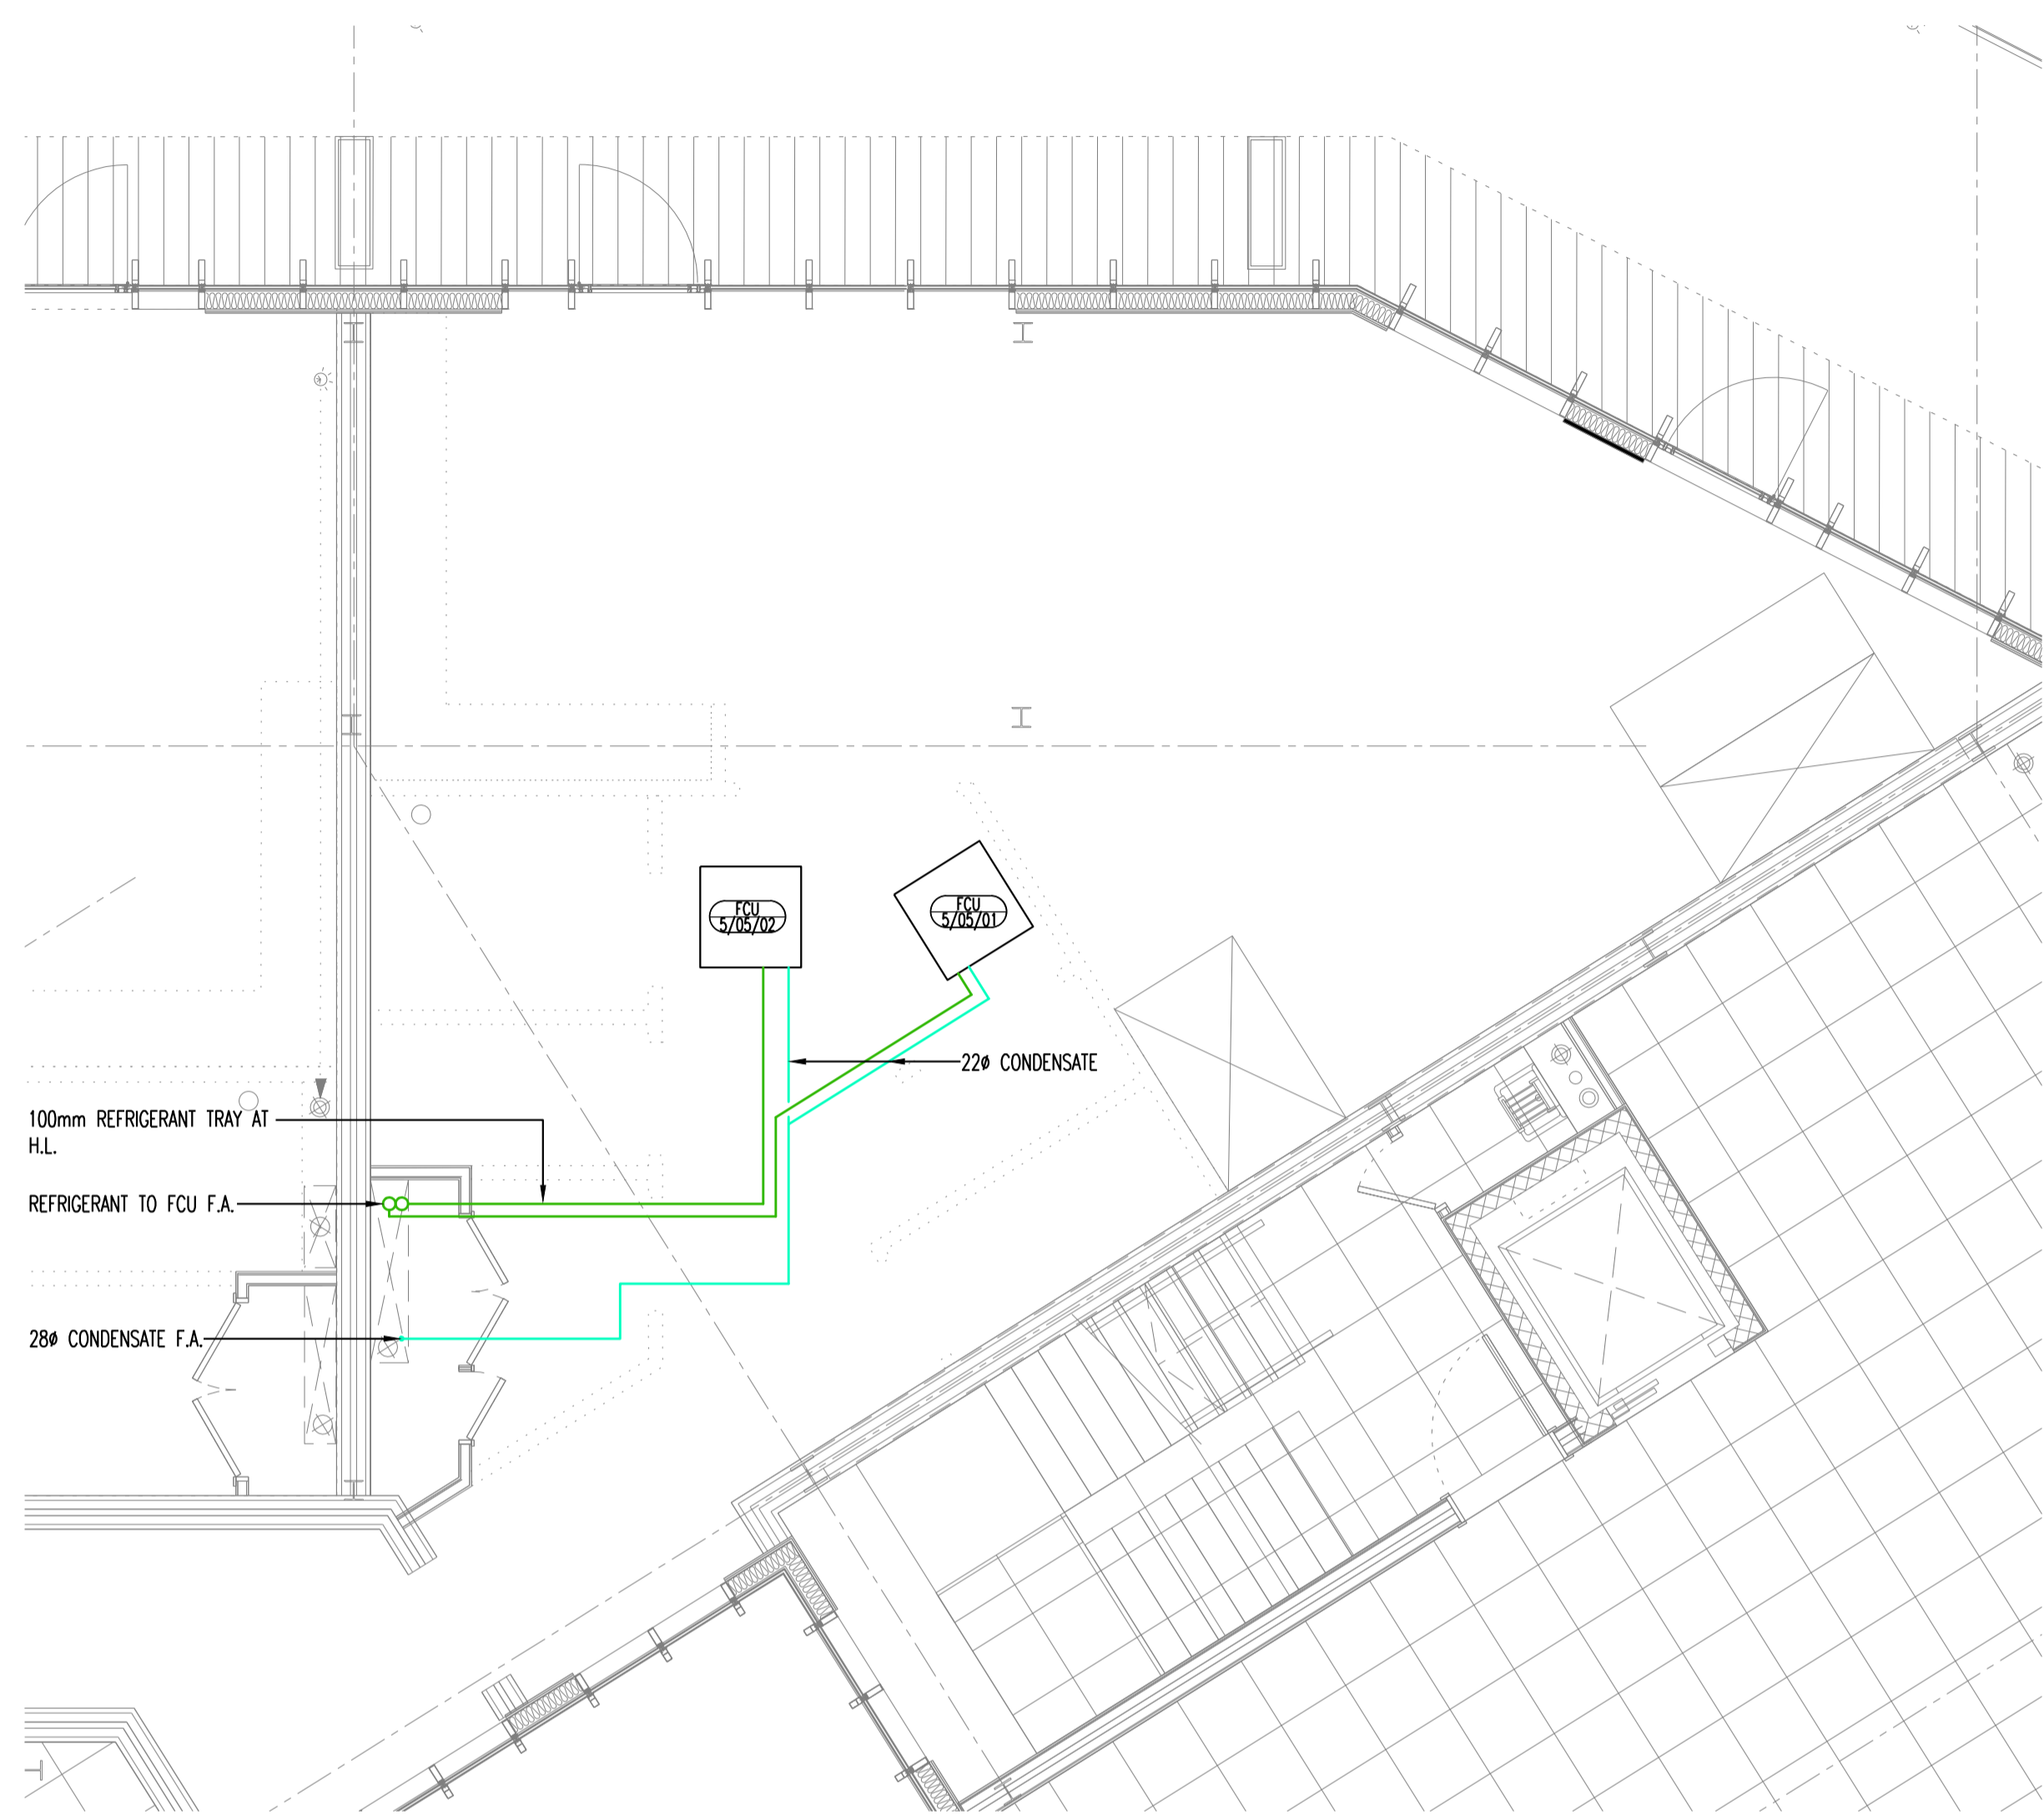 FCU
5/05/02
FCU
5/05/01
22ø CONDENSATE
100mm REFRIGERANT TRAY AT
H.L.
REFRIGERANT TO FCU F.A.
28ø CONDENSATE F.A.